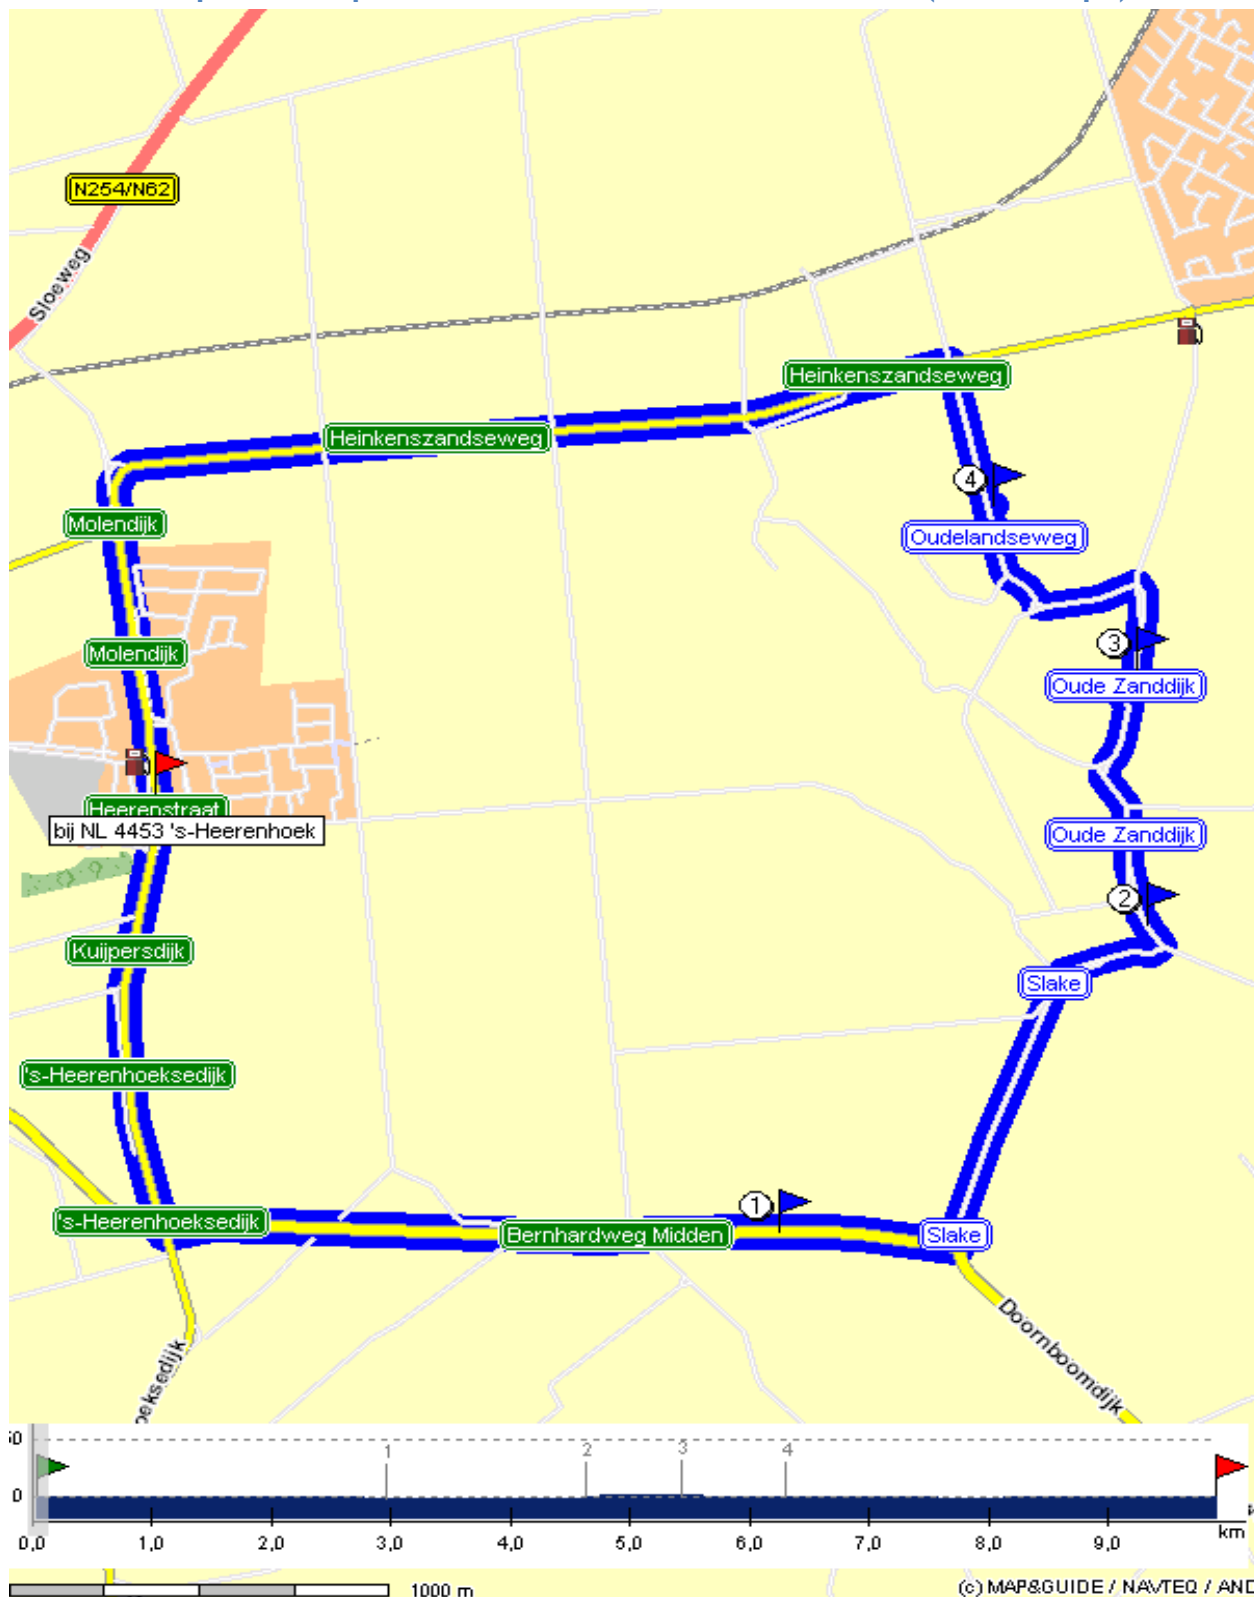 N254/N62
Sloeweg
Heinkenszandseweg
Heinkenszandseweg
4
Molendijk
Oudelandseweg
3
Molendijk
Oude Zanddijk
Heerenstraat
bij NL 4453 's-Heerenhoek
Oude Zanddijk
2
Kuijpersdijk
Slake
's-Heerenhoeksedijk
1
's-Heerenhoeksedijk
Bernhardweg Midden
Slake
Doornboomdijk
oeksedijk
1 2 3 4
0
0,0 1,0 2,0 3,0 4,0 5,0 6,0 7,0 8,0 9,0 km
1000 m
(c) MAP&GUIDE / NAVTEQ / AND